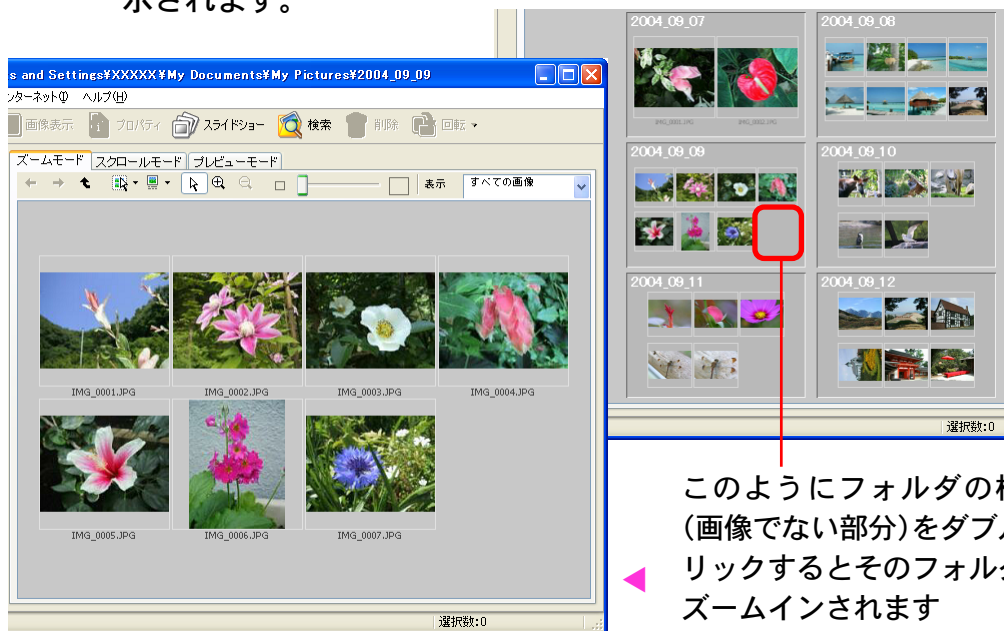 示されます。
s and Settings¥XXXXX¥My Documents¥My Pictures¥2004_09_09
ンターネット(I) ヘルプ(H)
画像表示 プロパティ スライドショー 検索 削除 回転
ズームモード スクロールモード プレビューモード
表示 すべての画像
IMG_0001.JPG IMG_0002.JPG IMG_0003.JPG IMG_0004.JPG
IMG_0005.JPG IMG_0006.JPG IMG_0007.JPG
選択数:0
2004_09_07 2004_09_08
IMG_0001.JPG IMG_0002.JPG
2004_09_09 2004_09_10
2004_09_11 2004_09_12
選択数:0
このようにフォルダの
(画像でない部分)をダブ
リックするとそのフォル
ズームインされます